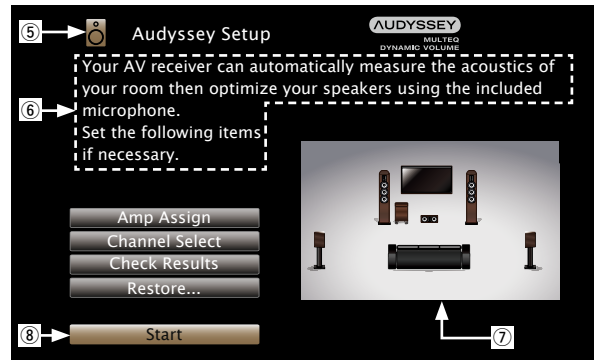 ⑤
Audyssey Setup
AUDYSSEY
MULTEQ
DYNAMIC VOLUME
⑥
Your AV receiver can automatically measure the acoustics of
your room then optimize your speakers using the included
microphone.
Set the following items
if necessary.
Amp Assign
Channel Select
Check Results
Restore...
⑧
Start
⑦